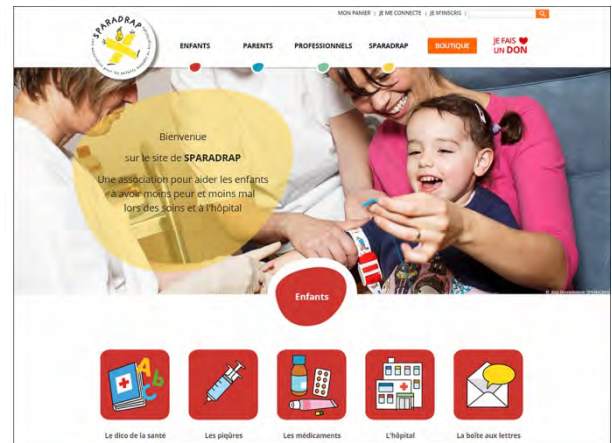 MON PANIER | JE ME CONNECTE | JE M'INSCRIS |
SPARADRAP
ENFANTS
PARENTS
PROFESSIONNELS
SPARADRAP
BOUTIQUE
JE FAIS
UN DON
Bienvenue
sur le site de SPARADRAP
Une association pour aider les enfants
à avoir moins peur et moins mal
lors des soins et à l'hôpital
Enfants
A
b
C
Le dico de la santé
Les piqûres
Les médicaments
L'hôpital
La boîte aux lettres